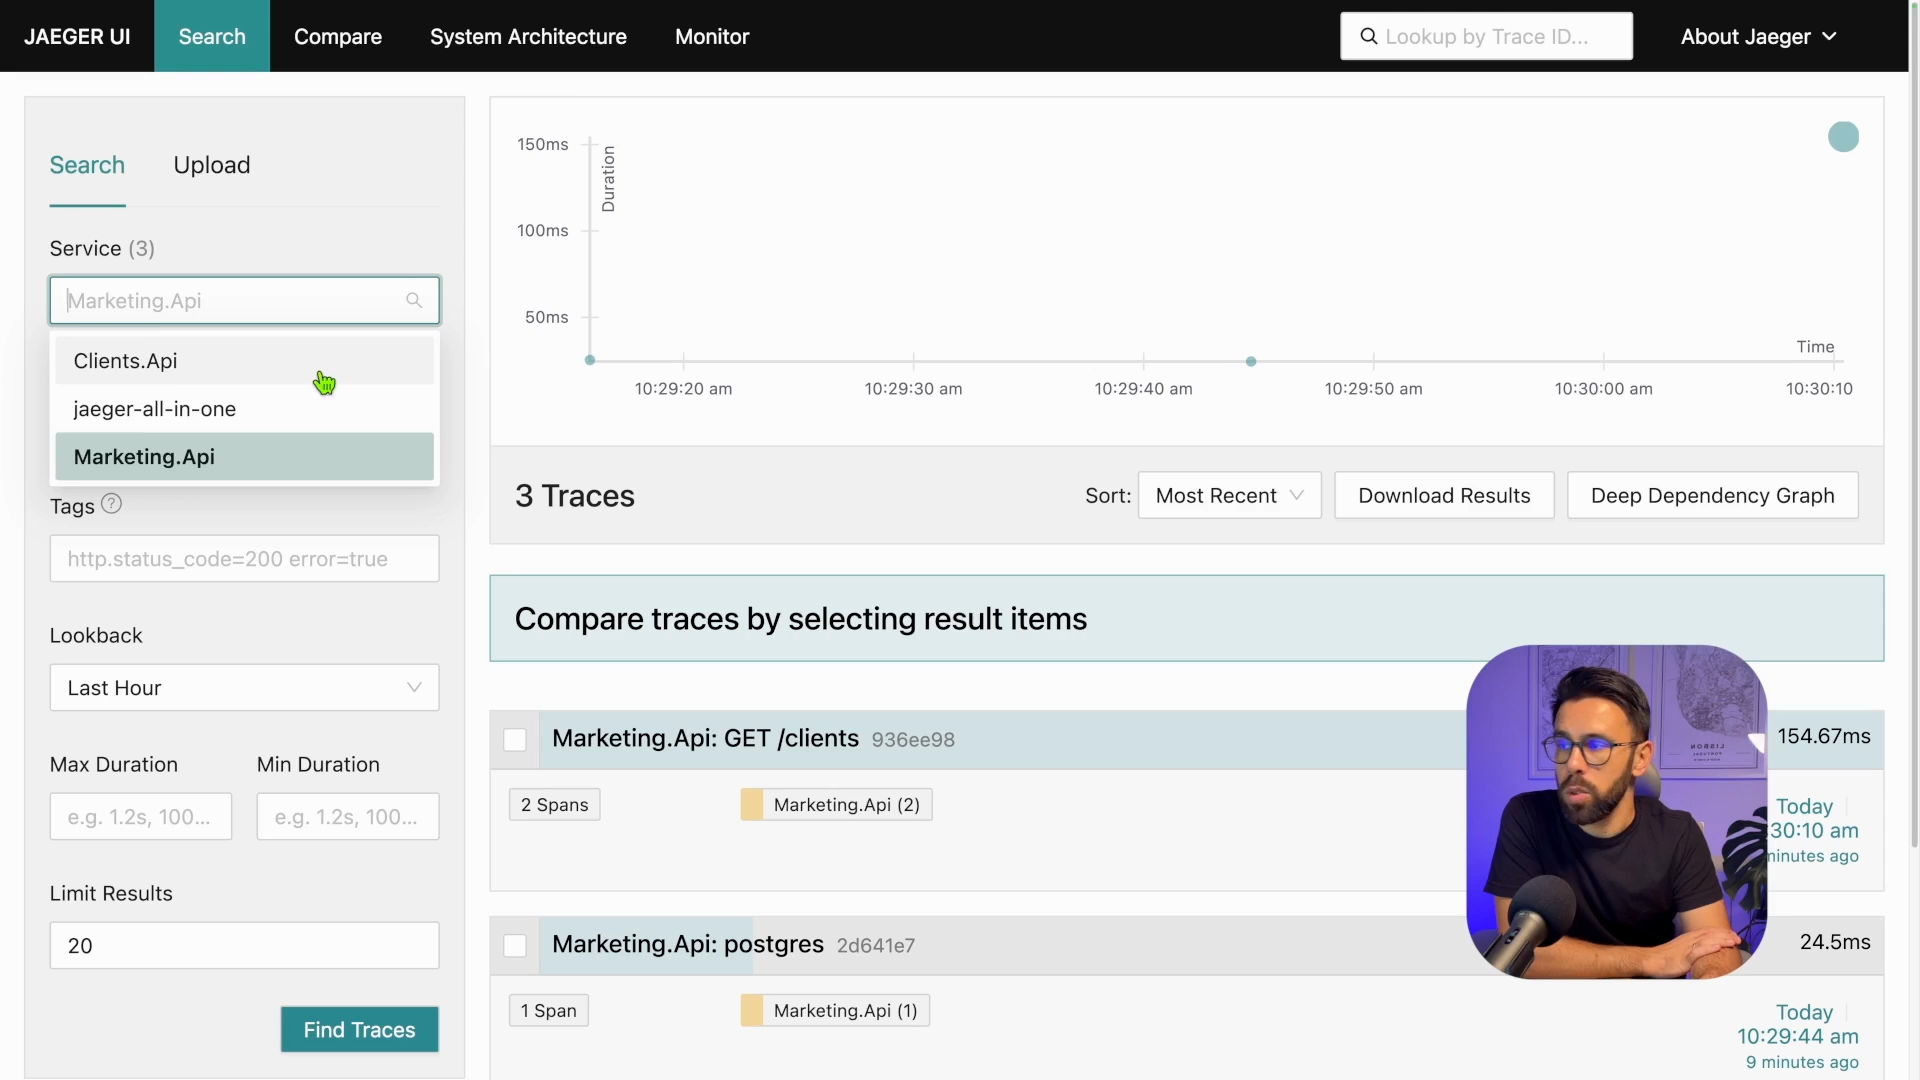 JAEGER UI
Search
Compare
System Architecture
Monitor
Lookup by Trace ID...
About Jaeger
Search
Upload
Service (3)
Marketing.Api
Clients.Api
jaeger-all-in-one
Marketing.Api
Tags ?
http.status_code=200 error=true
Lookback
Last Hour
Max Duration
Min Duration
e.g. 1.2s, 100...
e.g. 1.2s, 100...
Limit Results
20
Find Traces
150ms
100ms
50ms
Duration
Time
10:29:20 am
10:29:30 am
10:29:40 am
10:29:50 am
10:30:00 am
10:30:10
3 Traces
Sort:
Most Recent
Download Results
Deep Dependency Graph
Compare traces by selecting result items
Marketing.Api: GET /clients 936ee98
154.67ms
2 Spans
Marketing.Api (2)
Today
30:10 am
minutes ago
Marketing.Api: postgres 2d641e7
24.5ms
1 Span
Marketing.Api (1)
Today
10:29:44 am
9 minutes ago